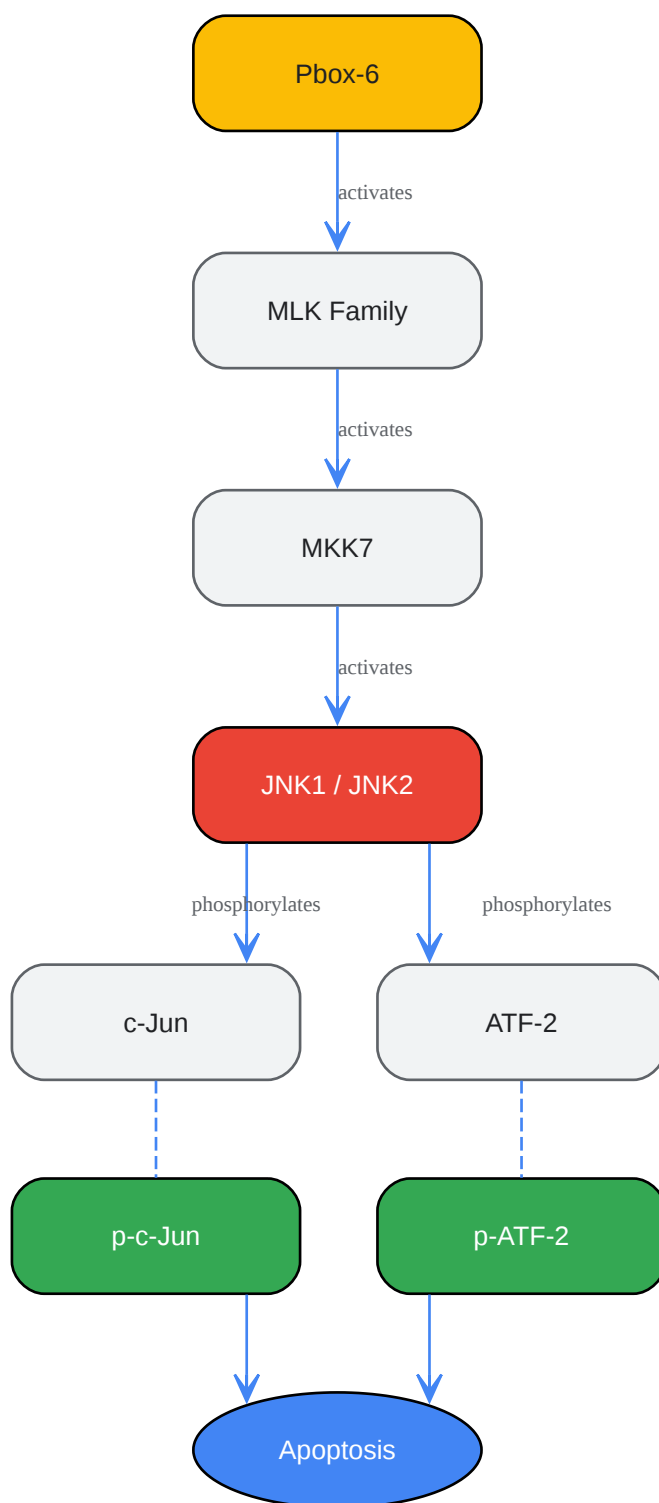 Pbox-6
activates
MLK Family
activates
MKK7
activates
JNK1 / JNK2
phosphorylates
phosphorylates
c-Jun
ATF-2
p-c-Jun
p-ATF-2
Apoptosis